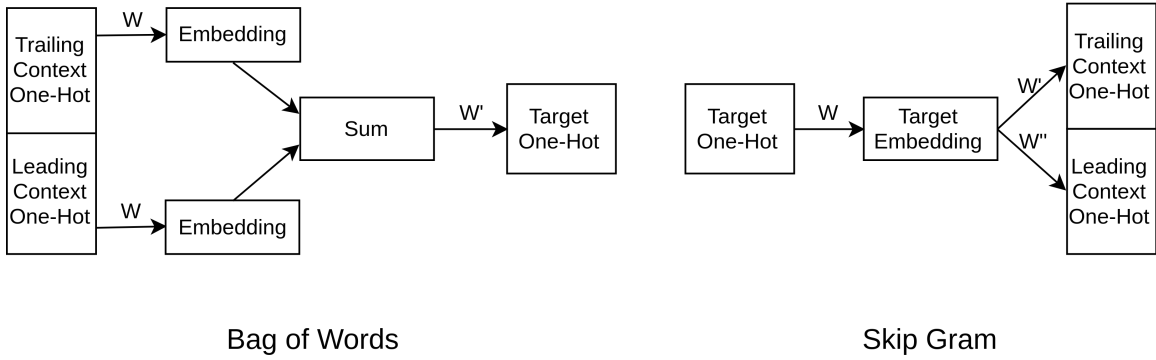 Trailing
Context
One-Hot
Leading
Context
One-Hot
W
W
Embedding
Embedding
Sum
W'
Target
One-Hot
Bag of Words
Target
One-Hot
W
Target
Embedding
W'
W"
Trailing
Context
One-Hot
Leading
Context
One-Hot
Skip Gram